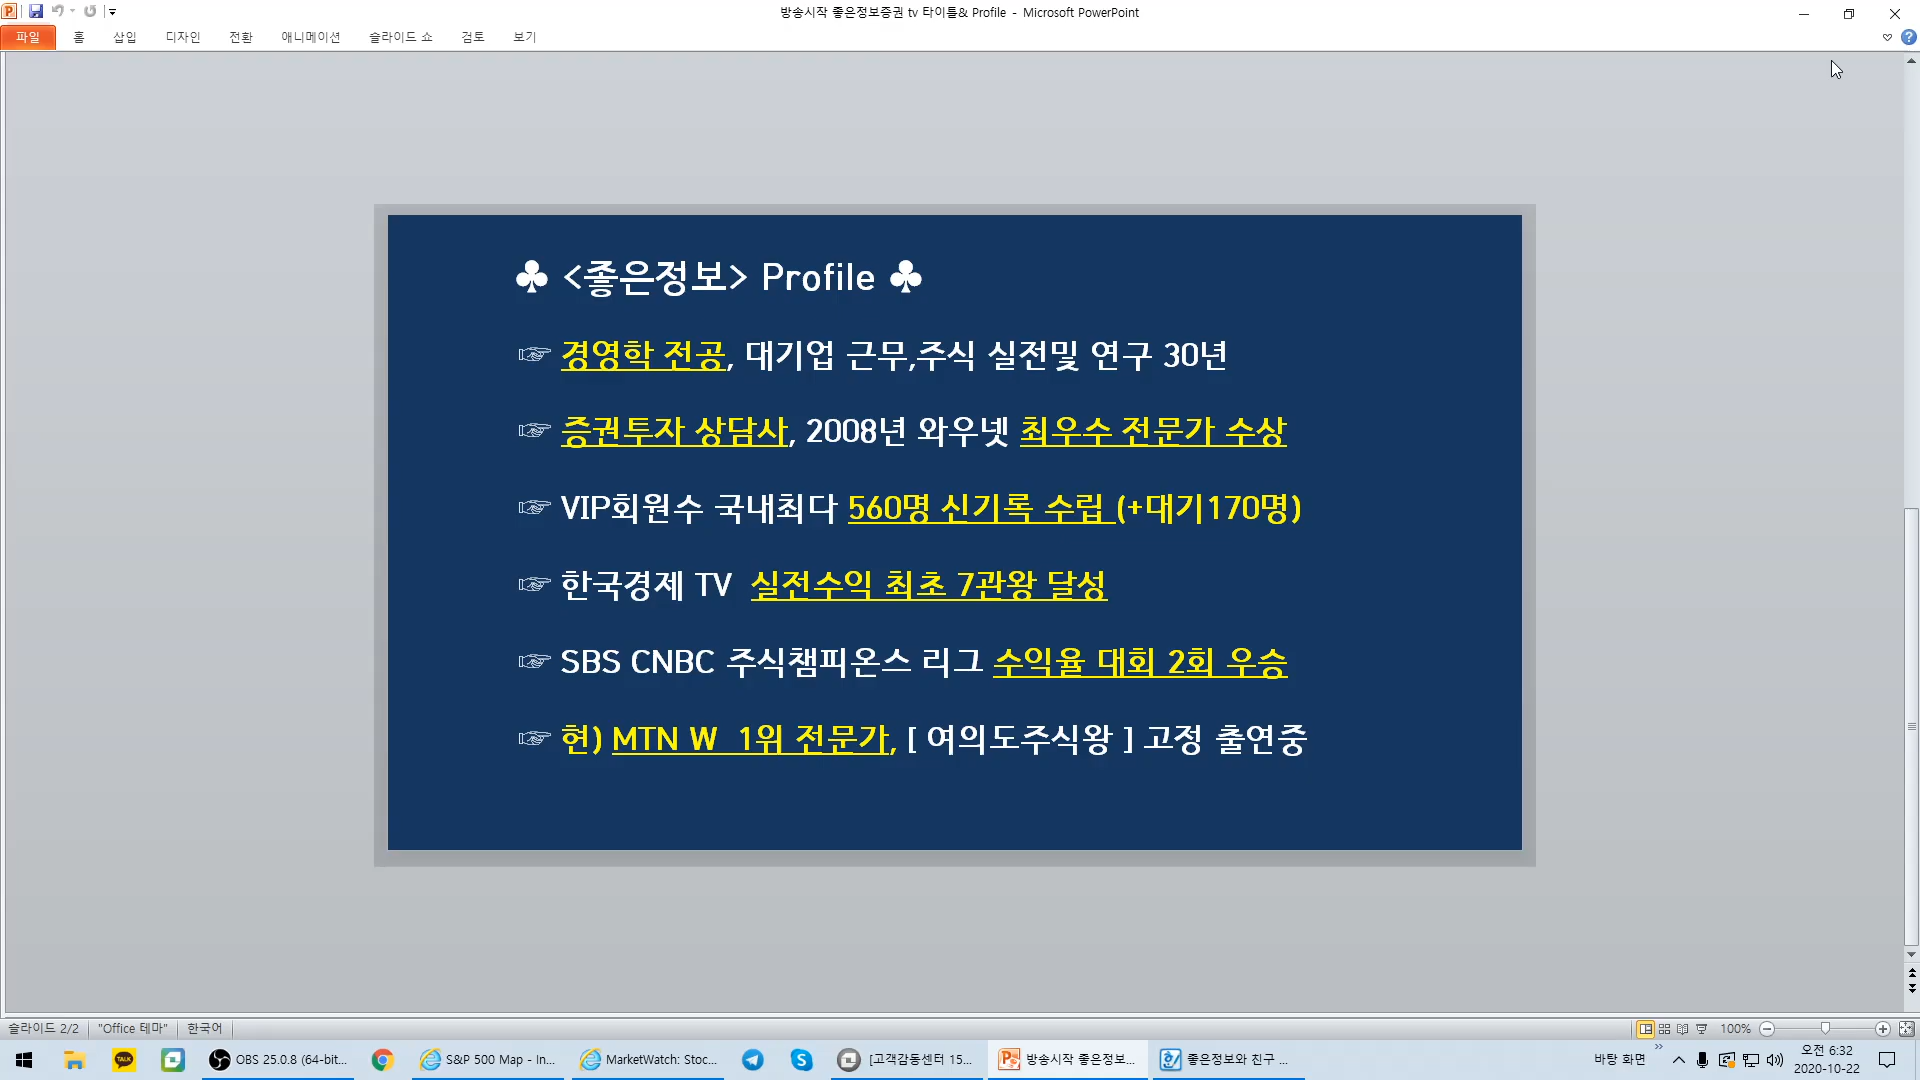 방송시작 좋은정보증권 tv 타이틀& Profile - Microsoft PowerPoint
파일 홈 삽입 디자인 전환 애니메이션 슬라이드 쇼 검토 보기
♣ <좋은정보> Profile ♣
☞ 경영학 전공, 대기업 근무,주식 실전및 연구 30년
☞ 증권투자 상담사, 2008년 와우넷 최우수 전문가 수상
☞ VIP회원수 국내최다 560명 신기록 수립 (+대기170명)
☞ 한국경제 TV 실전수익 최초 7관왕 달성
☞ SBS CNBC 주식챔피온스 리그 수익율 대회 2회 우승
☞ 현) MTN W 1위 전문가, [ 여의도주식왕 ] 고정 출연중
슬라이드 2/2 "Office 테마" 한국어 100%
TALK OBS 25.0.8 (64-bit... S&P 500 Map - In... MarketWatch: Stoc... [고객감동센터 15... 방송시작 좋은정보... 좋은정보와 친구 ... 바탕 화면 오전 6:32
2020-10-22